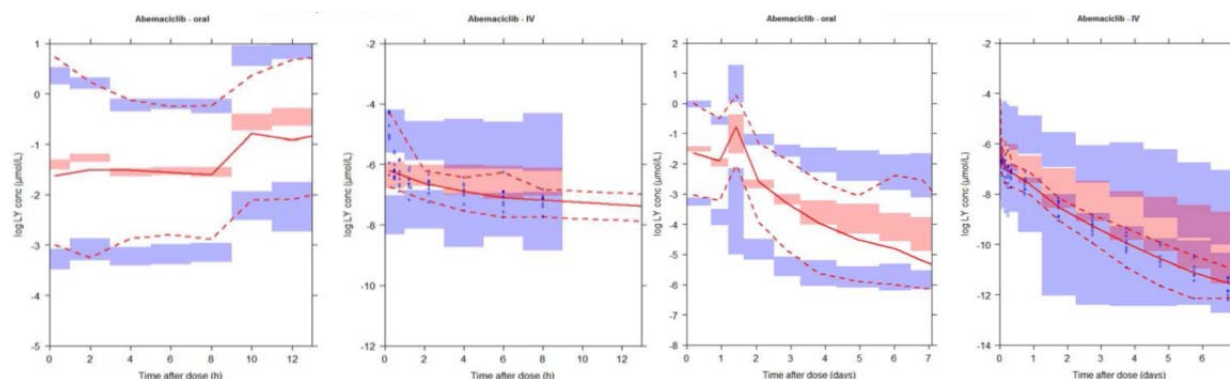 Abemaciclib - oral
log LY conc (µmol/L)
1
0
-1
-2
-3
-4
-5
0 2 4 6 8 10 12
Time after dose (h)
Abemaciclib - IV
log LY conc (µmol/L)
-2
-4
-6
-8
-10
-12
0 2 4 6 8 10 12
Time after dose (h)
Abemaciclib - oral
log LY conc (µmol/L)
2
1
0
-1
-2
-3
-4
-5
-6
-7
-8
0 1 2 3 4 5 6 7
Time after dose (days)
Abemaciclib - IV
log LY conc (µmol/L)
-2
-4
-6
-8
-10
-12
-14
0 1 2 3 4 5 6
Time after dose (days)